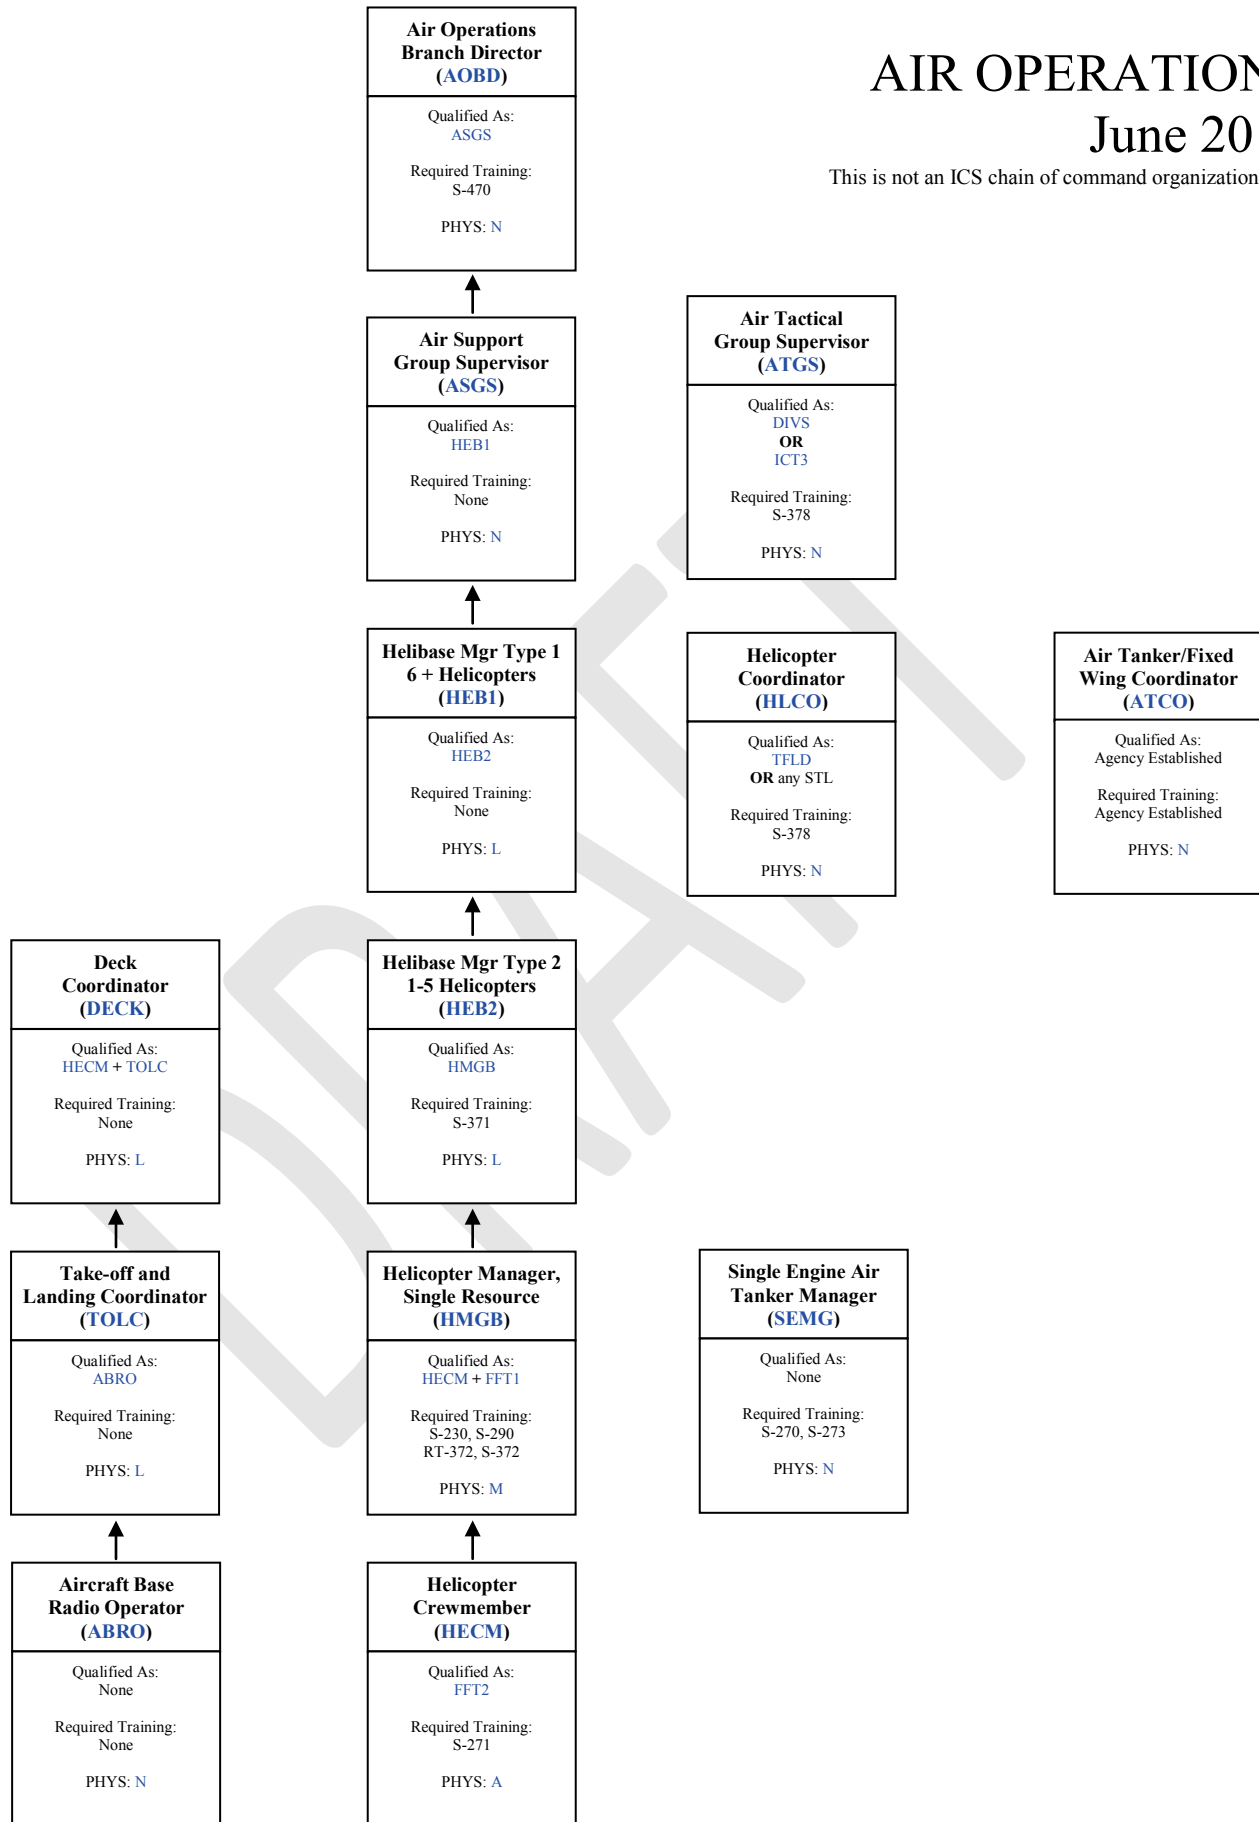 Air Operations
Branch Director
(AOBD)
Qualified As:
ASGS
Required Training:
S-470
PHYS: N
AIR OPERATION
June 20
This is not an ICS chain of command organization
Air Support
Group Supervisor
(ASGS)
Qualified As:
HEB1
Required Training:
None
PHYS: N
Air Tactical
Group Supervisor
(ATGS)
Qualified As:
DIVS
OR
ICT3
Required Training:
S-378
PHYS: N
Helibase Mgr Type 1
6 + Helicopters
(HEB1)
Qualified As:
HEB2
Required Training:
None
PHYS: L
Helicopter
Coordinator
(HLCO)
Qualified As:
TFLD
OR any STL
Required Training:
S-378
PHYS: N
Air Tanker/Fixed
Wing Coordinator
(ATCO)
Qualified As:
Agency Established
Required Training:
Agency Established
PHYS: N
Deck
Coordinator
(DECK)
Qualified As:
HECM + TOLC
Required Training:
None
PHYS: L
Helibase Mgr Type 2
1-5 Helicopters
(HEB2)
Qualified As:
HMGB
Required Training:
S-371
PHYS: L
Take-off and
Landing Coordinator
(TOLC)
Qualified As:
ABRO
Required Training:
None
PHYS: L
Helicopter Manager,
Single Resource
(HMGB)
Qualified As:
HECM + FFT1
Required Training:
S-230, S-290
RT-372, S-372
PHYS: M
Single Engine Air
Tanker Manager
(SEMG)
Qualified As:
None
Required Training:
S-270, S-273
PHYS: N
Aircraft Base
Radio Operator
(ABRO)
Qualified As:
None
Required Training:
None
PHYS: N
Helicopter
Crewmember
(HECM)
Qualified As:
FFT2
Required Training:
S-271
PHYS: A
DRAFT